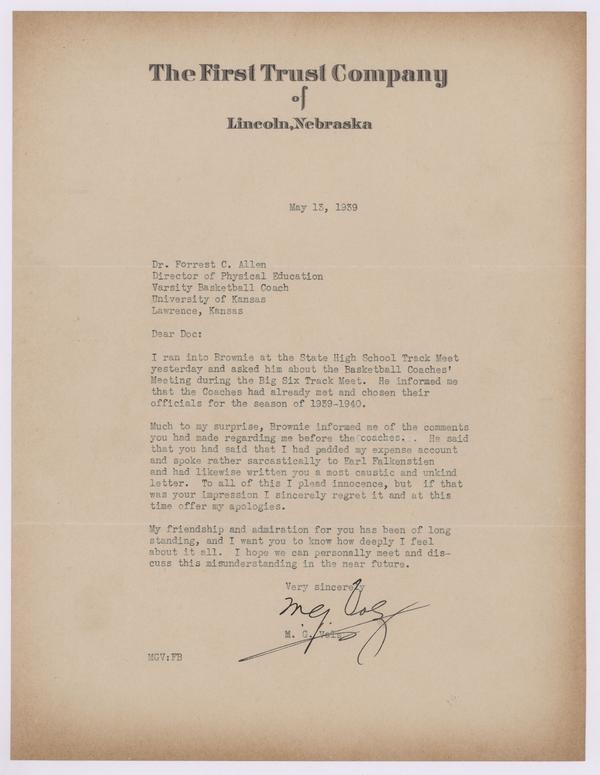 The First Trust Company
of
Lincoln, Nebraska
May 13, 1939
Dr. Forrest C. Allen
Director of Physical Education
Varsity Basketball Coach
University of Kansas
Lawrence, Kansas
Dear Doc:
I ran into Brownie at the State High School Track Meet
yesterday and asked him about the Basketball Coaches'
Meeting during the Big Six Track Meet. He informed me
that the Coaches had already met and chosen their
officials for the season of 1939-1940.
Much to my surprise, Brownie informed me of the comments
you had made regarding me before the coaches. He said
that you had said that I had padded my expense account
and spoke rather sarcastically to Earl Falkenstien
and had likewise written you a most caustic and unkind
letter. To all of this I plead innocence, but if that
was your impression I sincerely regret it and at this
time offer my apologies.
My friendship and admiration for you has been of long
standing, and I want you to know how deeply I feel
about it all. I hope we can personally meet and dis-
cuss this misunderstanding in the near future.
Very sincerely
M. G. Volz
MGV:FB